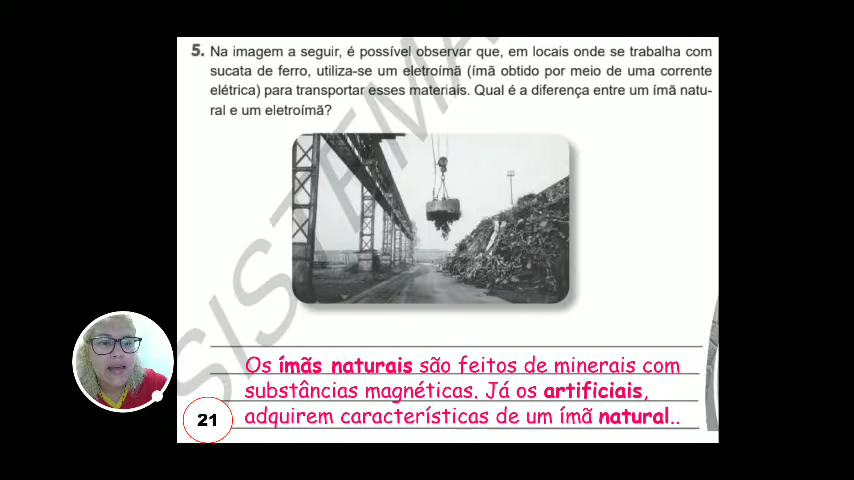 5. Na imagem a seguir, é possível observar que, em locais onde se trabalha com
sucata de ferro, utiliza-se um eletroímã (ímã obtido por meio de uma corrente
elétrica) para transportar esses materiais. Qual é a diferença entre um ímã natu-
ral e um eletroímã?
SISTEMA
Os ímãs naturais são feitos de minerais com
substâncias magnéticas. Já os artificiais,
adquirem características de um ímã natural..
21